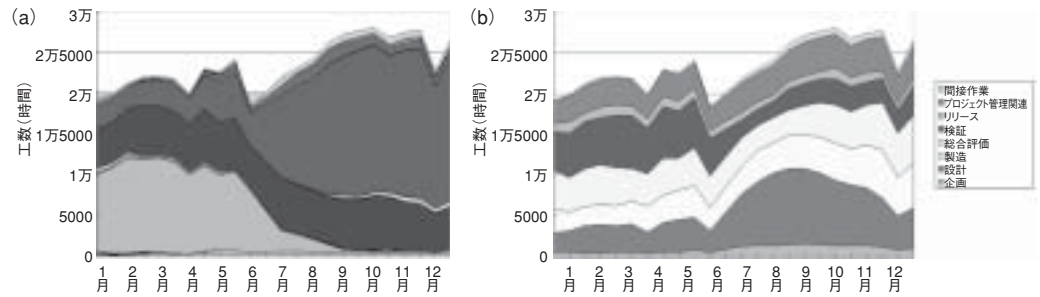 (a)
3万
2万5000
2万
1万5000
1万
5000
0
工数(時間)
1月 2月 3月 4月 5月 6月 7月 8月 9月 10月 11月 12月
(b)
3万
2万5000
2万
1万5000
1万
5000
0
工数(時間)
1月 2月 3月 4月 5月 6月 7月 8月 9月 10月 11月 12月
間接作業
プロジェクト管理関連
リリース
検証
総合評価
製造
設計
企画